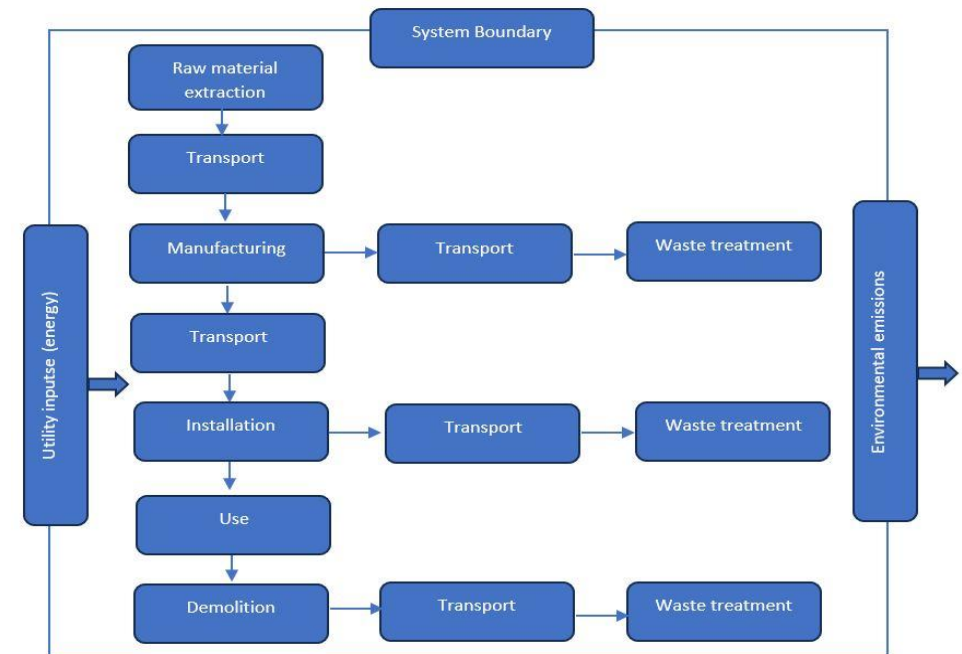 System Boundary
Raw material
extraction
Transport
Manufacturing
Transport
Waste treatment
Transport
Installation
Transport
Waste treatment
Use
Demolition
Transport
Waste treatment
Utility inputse (energy)
Environmental emissions